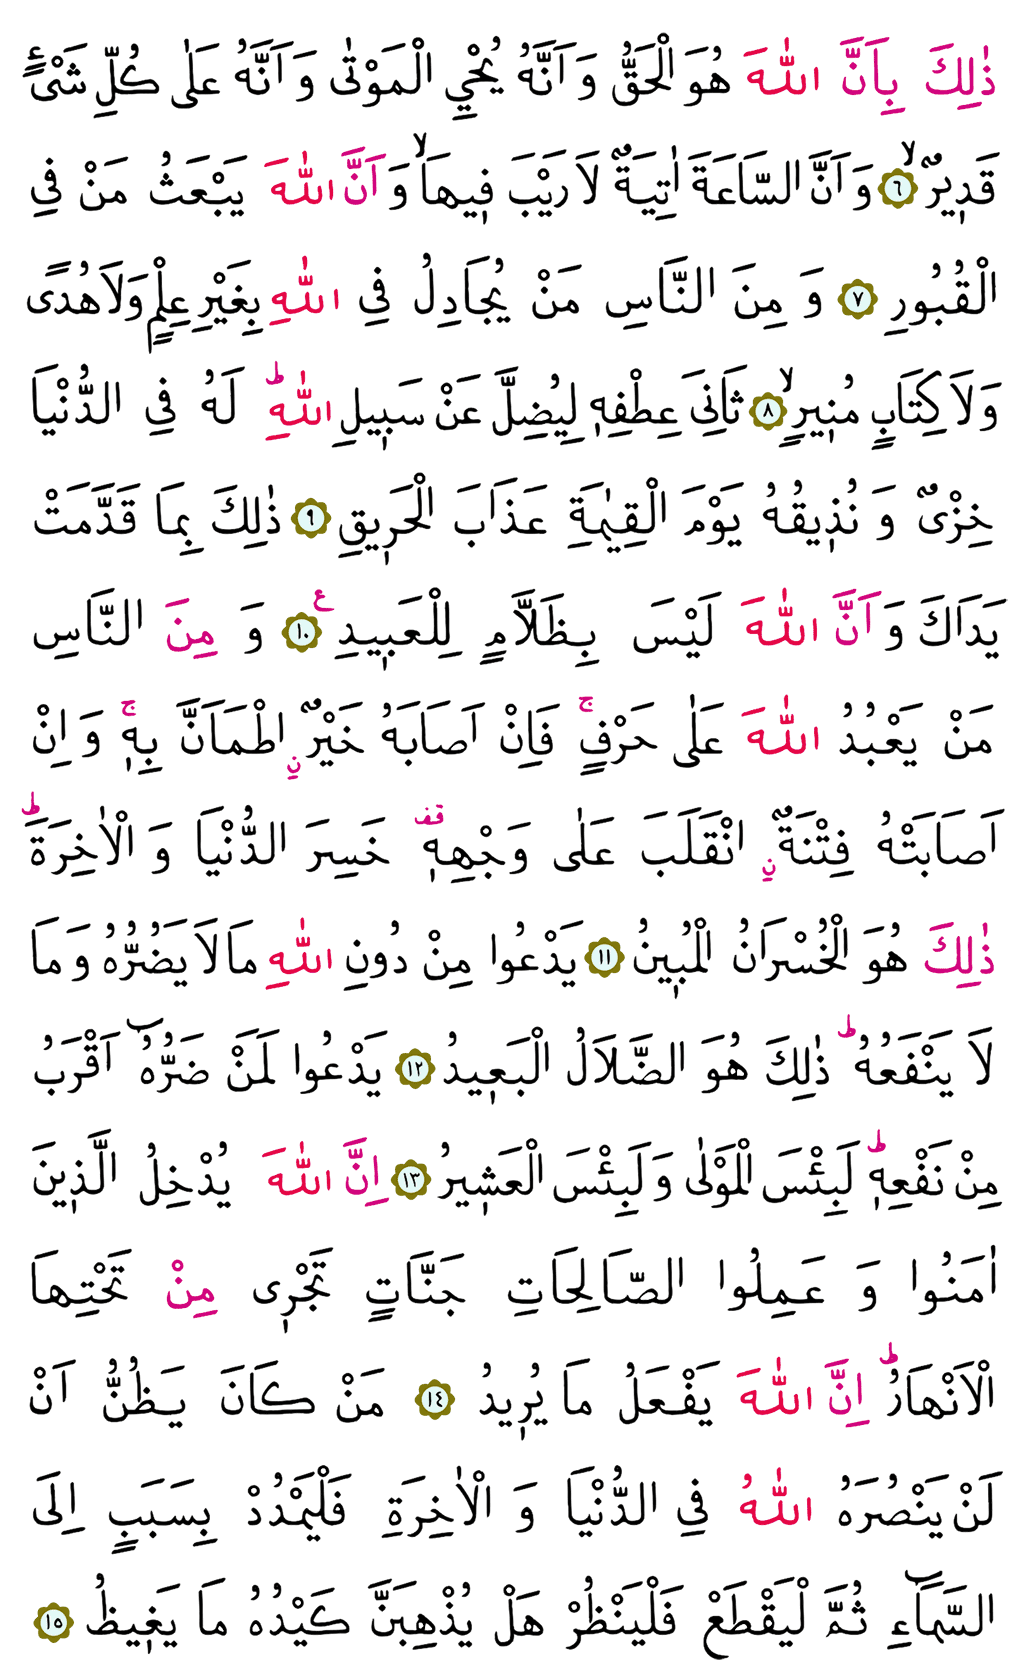 ذٰلِكَ بِاَنَّ اللّٰهَ هُوَ الْحَقُّ وَ اَنَّهُ يُحْيِ الْمَوْتٰى وَ اَنَّهُ عَلٰى كُلِّ شَىْءٍ
قَدٖيرٌۙ ﴿٦﴾ وَ اَنَّ السَّاعَةَ اٰتِيَةٌ لَا رَيْبَ فٖيهَاۙ وَ اَنَّ اللّٰهَ يَبْعَثُ مَنْ فِى
الْقُبُورِ ﴿٧﴾ وَ مِنَ النَّاسِ مَنْ يُجَادِلُ فِى اللّٰهِ بِغَيْرِ عِلْمٍ وَلَا هُدًى
وَلَا كِتَابٍ مُنٖيرٍۙ ﴿٨﴾ ثَانِىَ عِطْفِهٖ لِيُضِلَّ عَنْ سَبٖيلِ اللّٰهِؕ لَهُ فِى الدُّنْيَا
خِزْىٌ وَ نُذٖيقُهُ يَوْمَ الْقِيٰمَةِ عَذَابَ الْحَرٖيقِ ﴿٩﴾ ذٰلِكَ بِمَا قَدَّمَتْ
يَدَاكَ وَ اَنَّ اللّٰهَ لَيْسَ بِظَلَّامٍ لِلْعَبٖيدِ ﴿١٠﴾ ع وَ مِنَ النَّاسِ
مَنْ يَعْبُدُ اللّٰهَ عَلٰى حَرْفٍۚ فَاِنْ اَصَابَهُ خَيْرٌ نِ اطْمَاَنَّ بِهٖۚ وَ اِنْ
اَصَابَتْهُ فِتْنَةٌ نِ انْقَلَبَ عَلٰى وَجْهِهٖ قف خَسِرَ الدُّنْيَا وَ الْاٰخِرَةَؕ
ذٰلِكَ هُوَ الْخُسْرَانُ الْمُبٖينُ ﴿١١﴾ يَدْعُوا مِنْ دُونِ اللّٰهِ مَا لَا يَضُرُّهُ وَ مَا
لَا يَنْفَعُهُؕ ذٰلِكَ هُوَ الضَّلَالُ الْبَعٖيدُ ﴿١٢﴾ يَدْعُوا لَمَنْ ضَرُّهُٓ اَقْرَبُ
مِنْ نَفْعِهٖؕ لَبِئْسَ الْمَوْلٰى وَ لَبِئْسَ الْعَشٖيرُ ﴿١٣﴾ اِنَّ اللّٰهَ يُدْخِلُ الَّذٖينَ
اٰمَنُوا وَ عَمِلُوا الصَّالِحَاتِ جَنَّاتٍ تَجْرٖى مِنْ تَحْتِهَا
الْاَنْهَارُؕ اِنَّ اللّٰهَ يَفْعَلُ مَا يُرٖيدُ ﴿١٤﴾ مَنْ كَانَ يَظُنُّ اَنْ
لَنْ يَنْصُرَهُ اللّٰهُ فِى الدُّنْيَا وَ الْاٰخِرَةِ فَلْيَمْدُدْ بِسَبَبٍ اِلَى
السَّمَٓاءِ ثُمَّ لْيَقْطَعْ فَلْيَنْظُرْ هَلْ يُذْهِبَنَّ كَيْدُهُ مَا يَغٖيظُ ﴿١٥﴾